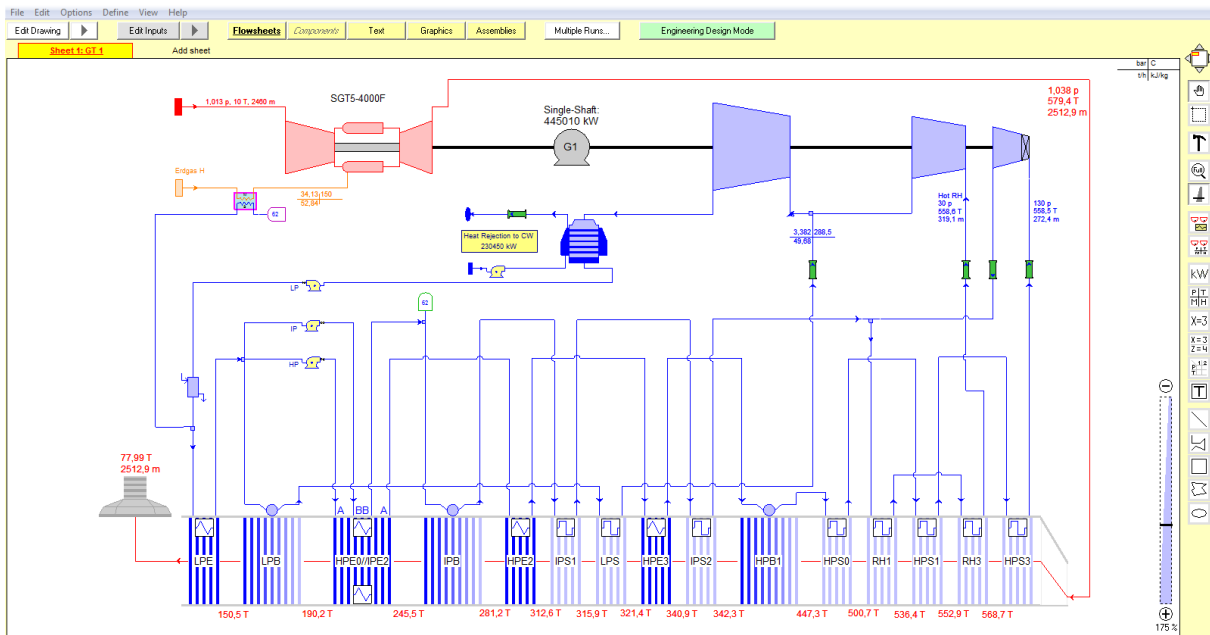 File Edit Options Define View Help
Edit Drawing Edit Inputs Flowsheets Components Text Graphics Assemblies Multiple Runs... Engineering Design Mode
Sheet 1: GT 1 Add sheet
bar C
t/h kJ/kg
SGT5-4000F
1,013 p, 10 T, 2460 m
1,038 p
579,4 T
2512,9 m
Single-Shaft:
445010 kW
G1
Erdgas H
34,13 150
52,84
62
Hot RH
30 p
558,6 T
319,1 m
130 p
558,5 T
272,4 m
Heat Rejection to CW
230450 kW
3,382 288,5
49,68
LP
62
IP
HP
77,99 T
2512,9 m
A BB A
LPE LPB HPE0//IPE2 IPB HPE2 IPS1 LPS HPE3 IPS2 HPB1 HPS0 RH1 HPS1 RH3 HPS3
150,5 T 190,2 T 245,5 T 281,2 T 312,6 T 315,9 T 321,4 T 340,9 T 342,3 T 447,3 T 500,7 T 536,4 T 552,9 T 568,7 T
Full
kW
P T
M H
X=3
X=3
Z=4
T
175 %